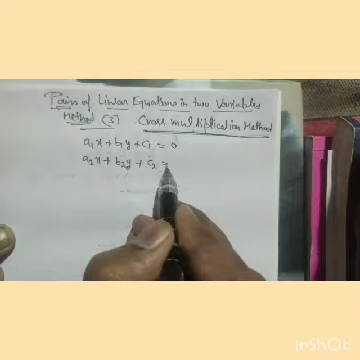 Pairs of Linear Equations in two Variables
Method (3) Cross multiplication Method
a₁x + b₁y + c₁ = 0
a₂x + b₂y + c₂ =
InShOt